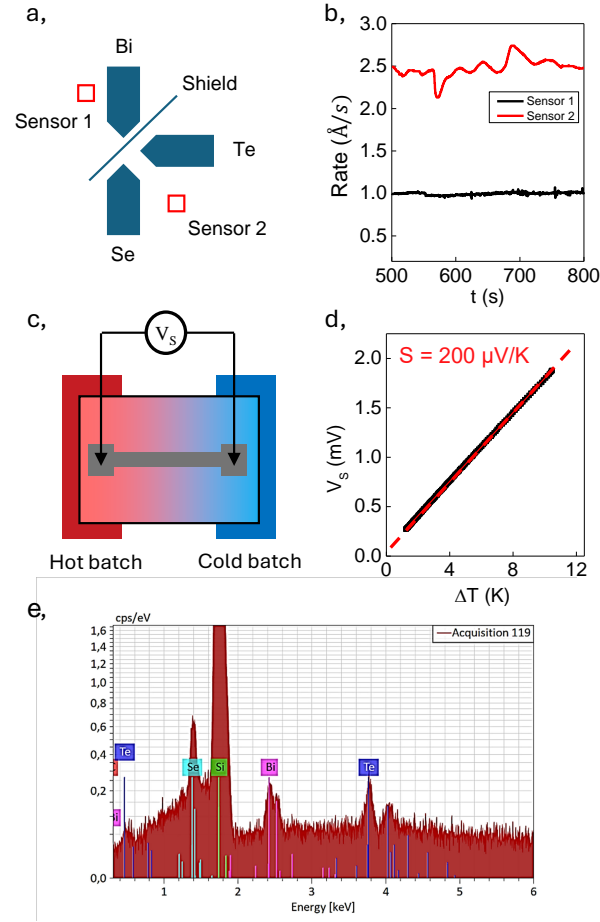 a,
Bi
Shield
Sensor 1
Te
Sensor 2
Se
b,
3.0
2.5
2.0
1.5
1.0
0.5
Rate (Å/s)
Sensor 1
Sensor 2
500
600
700
800
t (s)
c,
V_S
Hot batch
Cold batch
d,
S = 200 µV/K
2.0
1.5
1.0
0.5
0.0
V_S (mV)
0
4
8
12
ΔT (K)
e,
cps/eV
Acquisition 119
1,6
1,4
1,2
1,0
0,8
0,6
0,4
0,2
0,0
Te
Se
Si
Bi
Te
1
2
3
4
5
6
Energy [keV]